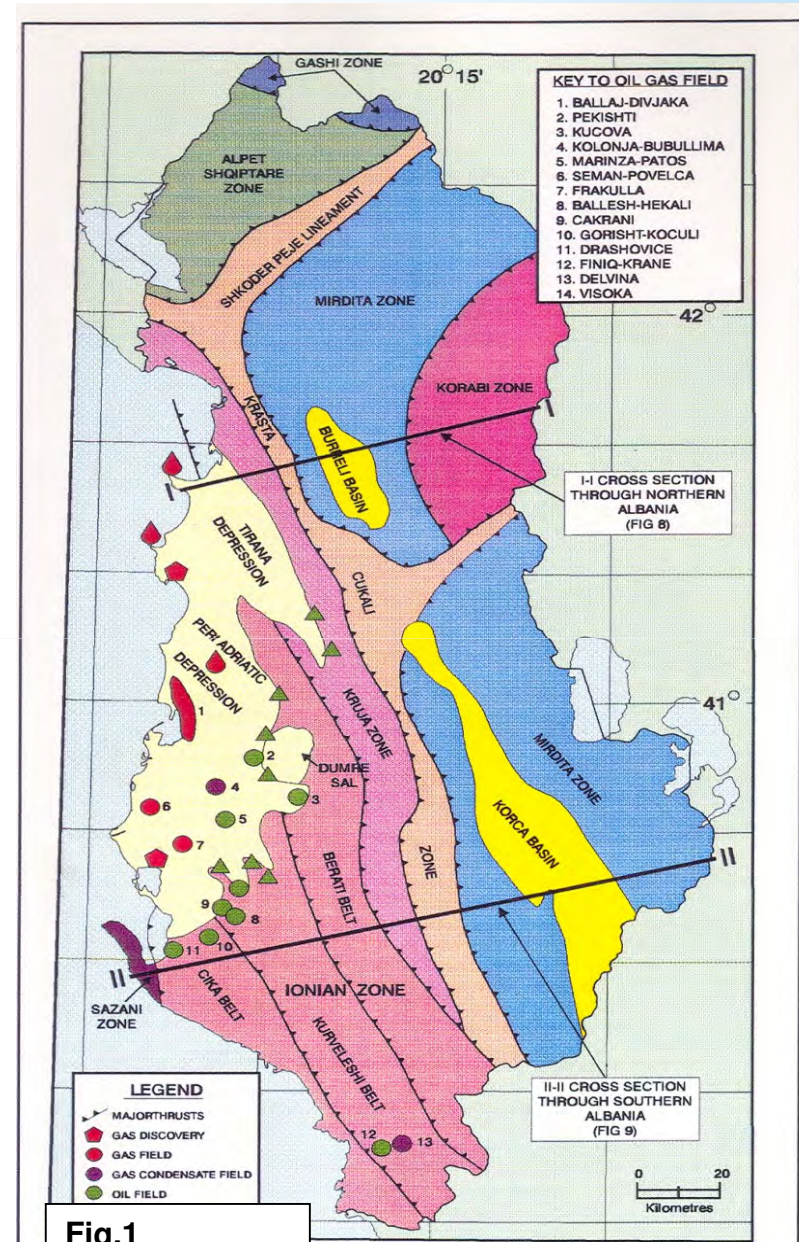 GASHI ZONE
20° 15'
KEY TO OIL GAS FIELD
1. BALLAJ-DIVJAKA
2. PEKISHTI
3. KUCOVA
4. KOLONJA-BUBULLIMA
5. MARINZA-PATOS
6. SEMAN-POVELCA
7. FRAKULLA
8. BALLESH-HEKALI
9. CAKRANI
10. GORISHT-KOCULI
11. DRASHOVICE
12. FINIQ-KRANE
13. DELVINA
14. VISOKA
ALPET
SHQIPTARE
ZONE
SHKODER PEJE LINEAMENT
MIRDITA ZONE
42°
KORABI ZONE
KRASTA
I
BURRELI BASIN
I
I-I CROSS SECTION
THROUGH NORTHERN
ALBANIA
(FIG 8)
TIRANA
DEPRESSION
CUKALI
PERI ADRIATIC
DEPRESSION
41°
1
KRUJA ZONE
MIRDITA ZONE
2
DUMRE
SAL
4
3
6
5
KORCA BASIN
7
ZONE
II
BERATI BELT
9
8
10
11
II
CIKA BELT
IONIAN ZONE
SAZANI
ZONE
KURVELESHI BELT
LEGEND
MAJORTHRUSTS
GAS DISCOVERY
GAS FIELD
GAS CONDENSATE FIELD
OIL FIELD
12
13
II-II CROSS SECTION
THROUGH SOUTHERN
ALBANIA
(FIG 9)
0 20
Kilometres
Fig.1